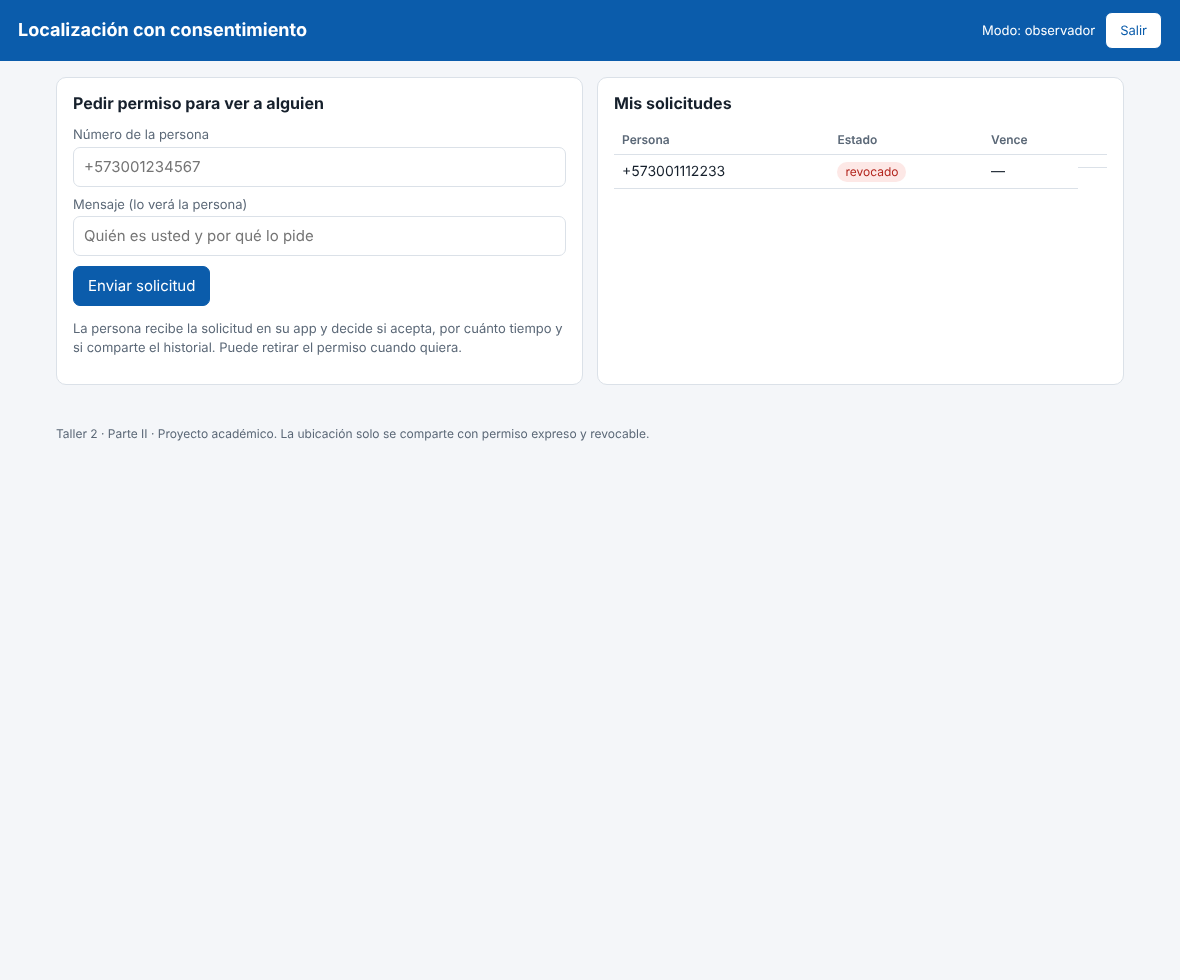 Localización con consentimiento
Modo: observador
Salir
Pedir permiso para ver a alguien
Número de la persona
+573001234567
Mensaje (lo verá la persona)
Quién es usted y por qué lo pide
Enviar solicitud
La persona recibe la solicitud en su app y decide si acepta, por cuánto tiempo y
si comparte el historial. Puede retirar el permiso cuando quiera.
Mis solicitudes
Persona Estado Vence
+573001112233 revocado —
Taller 2 · Parte II · Proyecto académico. La ubicación solo se comparte con permiso expreso y revocable.